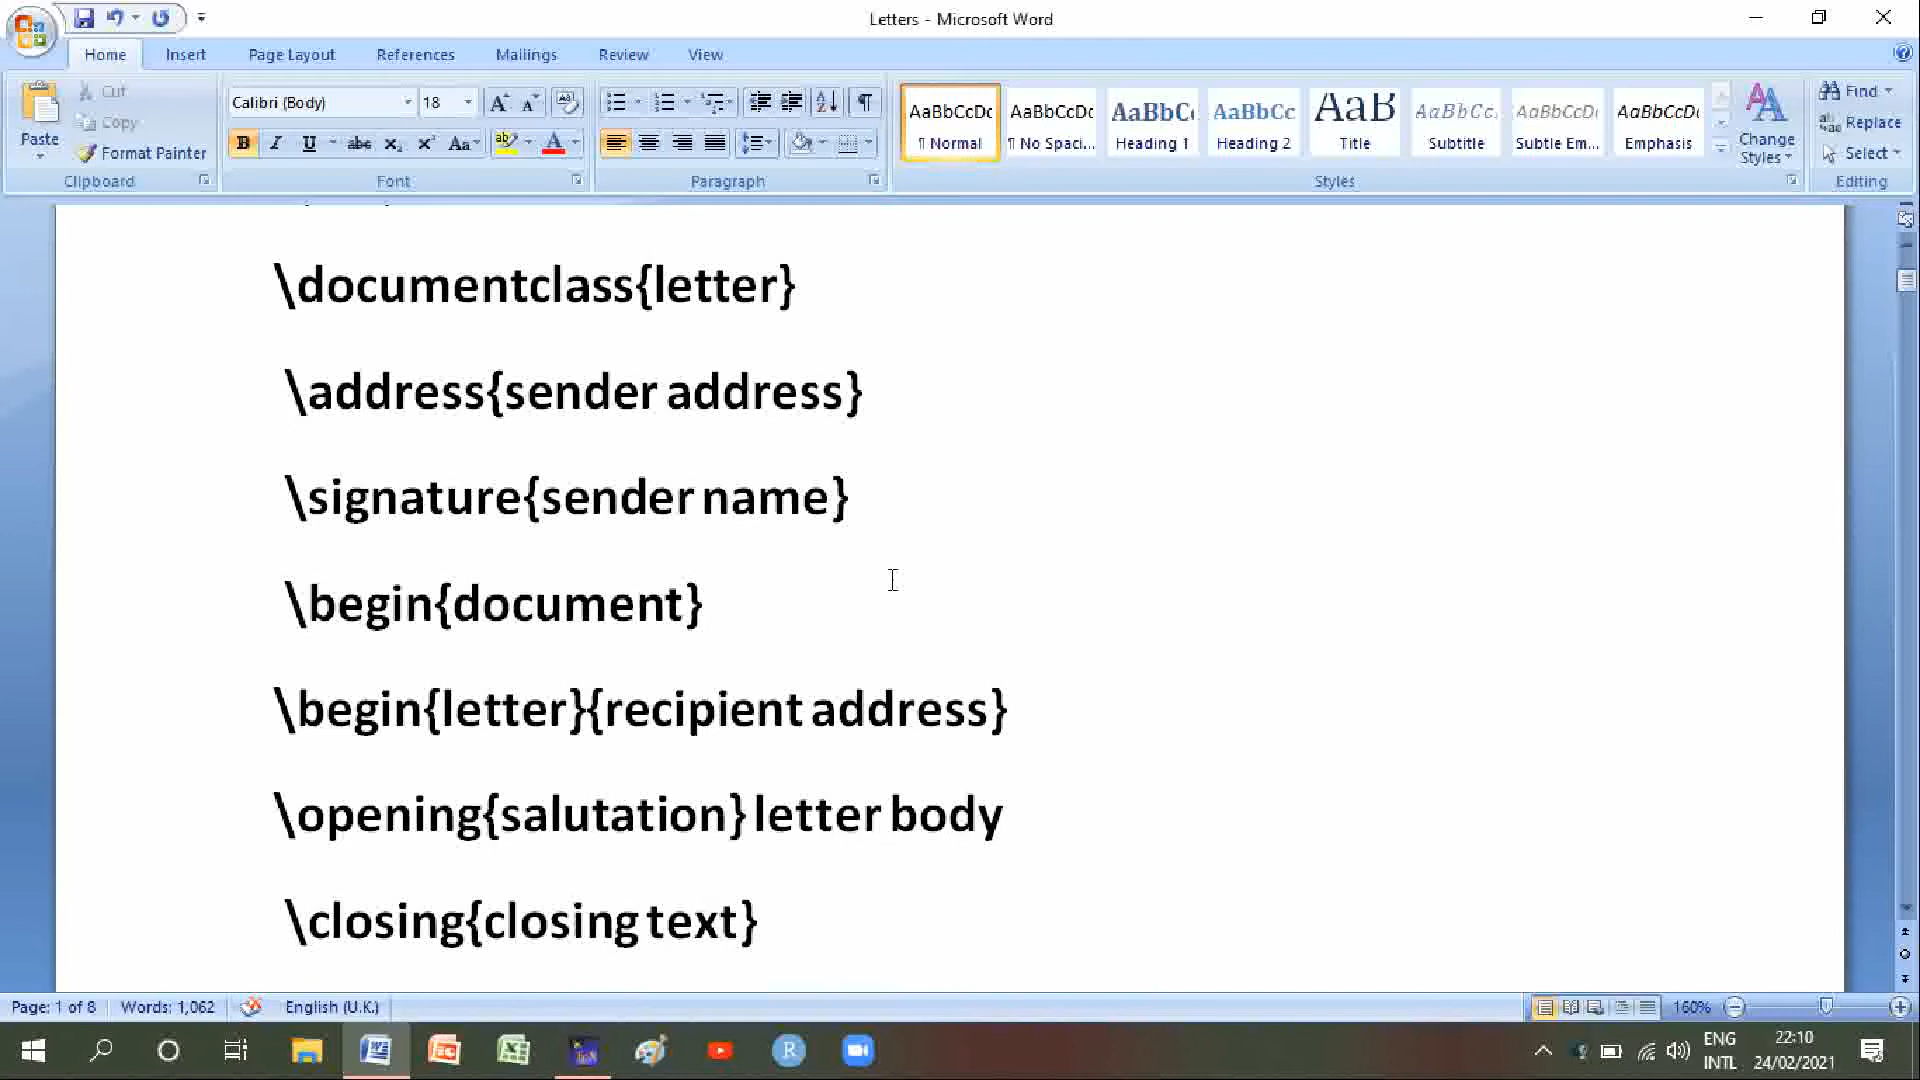 Letters - Microsoft Word
Home Insert Page Layout References Mailings Review View
Paste
Cut
Copy
Format Painter
Clipboard
Calibri (Body) 18
Font
Paragraph
AaBbCcDc AaBbCcDc AaBbC( AaBbCc AaB AaBbCc. AaBbCcDc AaBbCcDc
¶ Normal ¶ No Spaci... Heading 1 Heading 2 Title Subtitle Subtle Em... Emphasis
Change Styles
Styles
Find
Replace
Select
Editing
\documentclass{letter}
\address{sender address}
\signature{sender name}
\begin{document}
\begin{letter}{recipient address}
\opening{salutation} letter body
\closing{closing text}
Page: 1 of 8 Words: 1,062 English (U.K.) 160%
ENG
INTL
22:10
24/02/2021